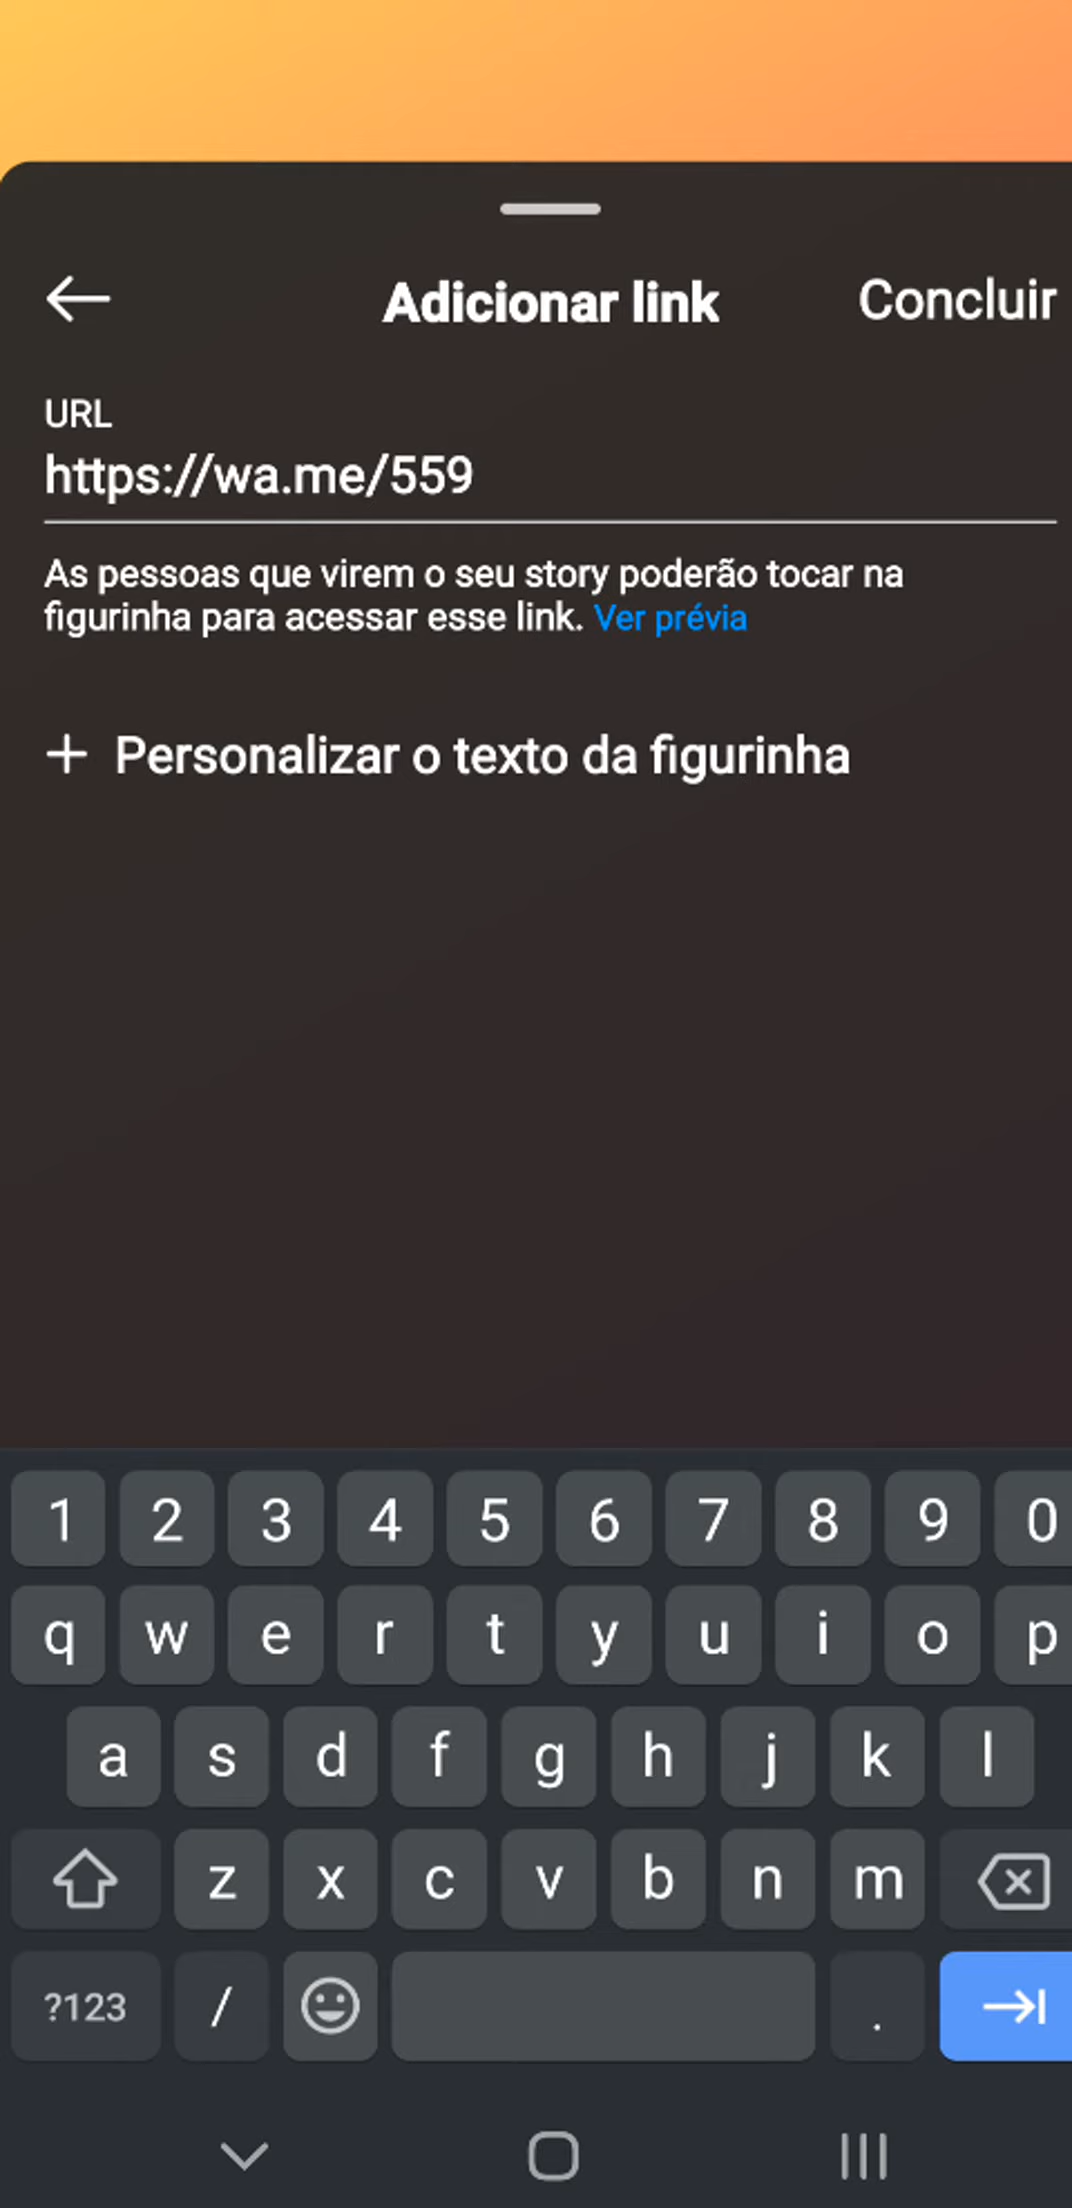 Adicionar link
Concluir
URL
https://wa.me/559
As pessoas que virem o seu story poderão tocar na
figurinha para acessar esse link. Ver prévia
+ Personalizar o texto da figurinha
1 2 3 4 5 6 7 8 9 0
q w e r t y u i o p
a s d f g h j k l
z x c v b n m
?123 / .